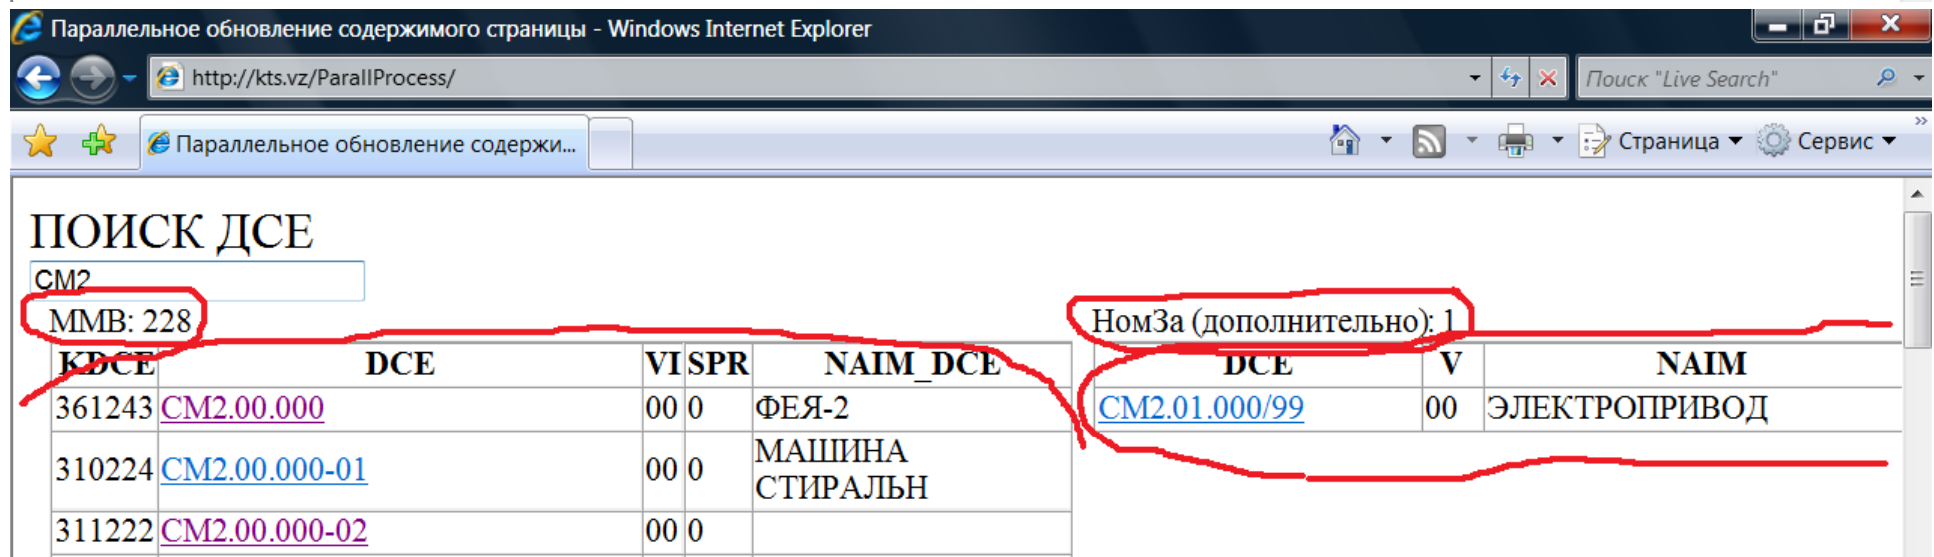 Параллельное обновление содержимого страницы - Windows Internet Explorer
http://kts.vz/ParallProcess/
Поиск "Live Search"
Параллельное обновление содержи...
Страница
Сервис
ПОИСК ДСЕ
СМ2
ММВ: 228
НомЗа (дополнительно): 1
KDCE DCE VI SPR NAIM_DCE
DCE V NAIM
361243 СМ2.00.000 00 0 ФЕЯ-2
СМ2.01.000/99 00 ЭЛЕКТРОПРИВОД
310224 СМ2.00.000-01 00 0 МАШИНА
СТИРАЛЬН
311222 СМ2.00.000-02 00 0